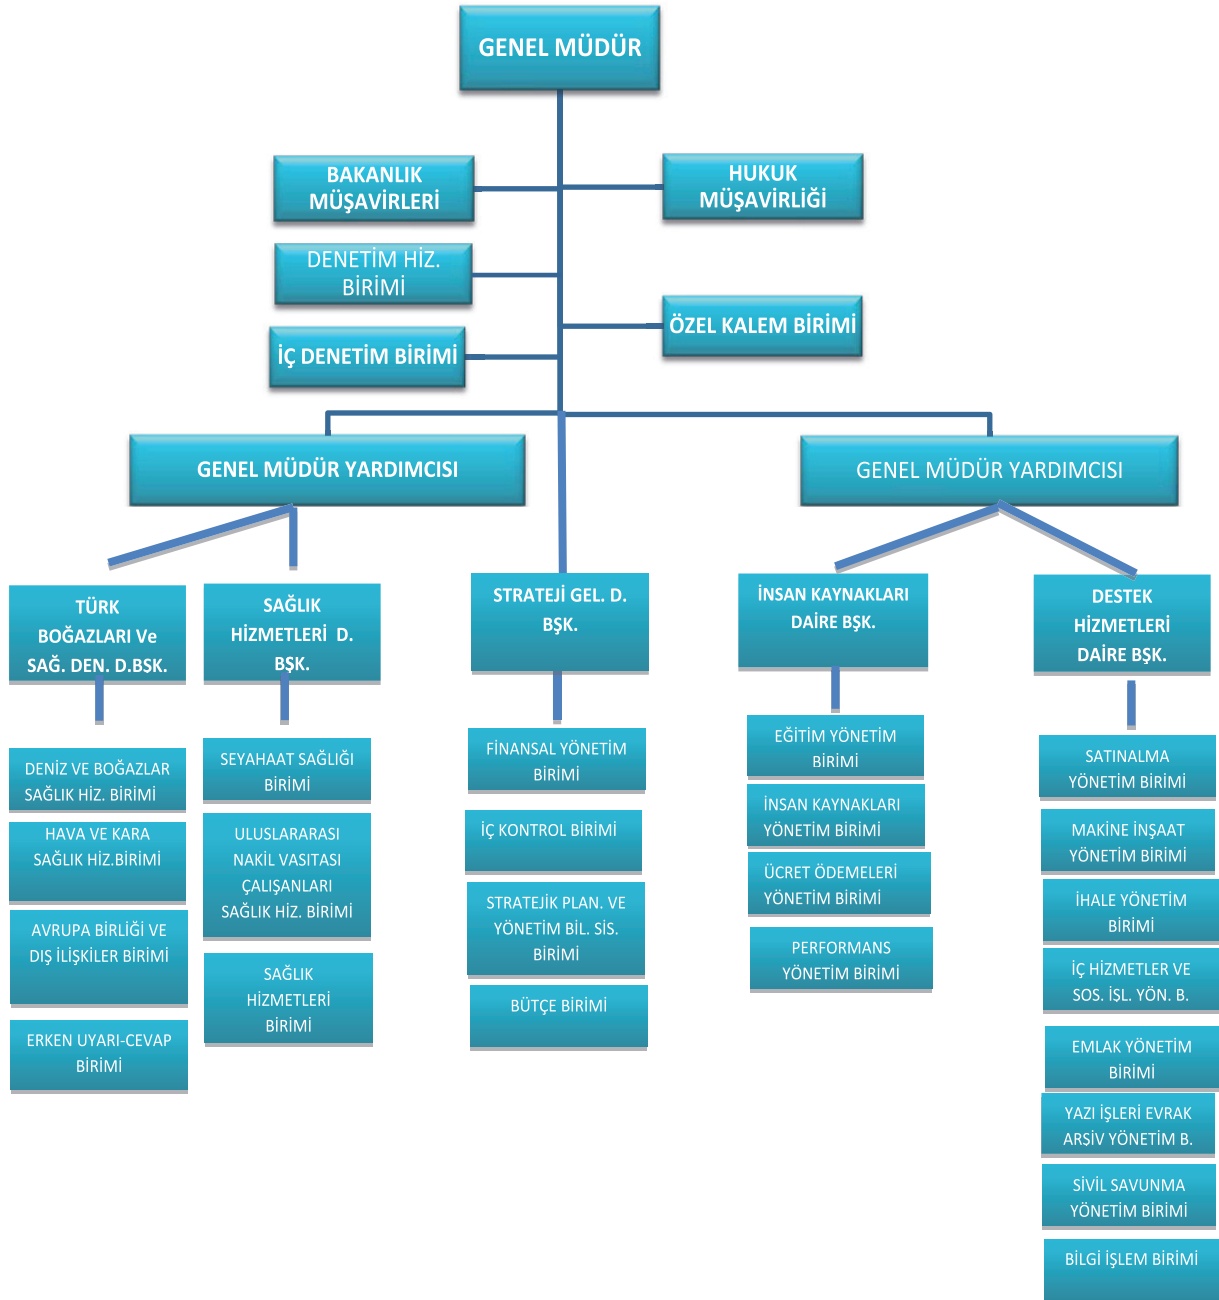 GENEL MÜDÜR
BAKANLIK
MÜŞAVİRLERİ
HUKUK
MÜŞAVİRLİĞİ
DENETİM HİZ.
BİRİMİ
ÖZEL KALEM BİRİMİ
İÇ DENETİM BİRİMİ
GENEL MÜDÜR YARDIMCISI
GENEL MÜDÜR YARDIMCISI
TÜRK
BOĞAZLARI Ve
SAĞ. DEN. D.BŞK.
SAĞLIK
HİZMETLERİ D.
BŞK.
STRATEJİ GEL. D.
BŞK.
İNSAN KAYNAKLARI
DAİRE BŞK.
DESTEK
HİZMETLERİ
DAİRE BŞK.
DENİZ VE BOĞAZLAR
SAĞLIK HİZ. BİRİMİ
HAVA VE KARA
SAĞLIK HİZ.BİRİMİ
AVRUPA BİRLİĞİ VE
DIŞ İLİŞKİLER BİRİMİ
ERKEN UYARI-CEVAP
BİRİMİ
SEYAHAAT SAĞLIĞI
BİRİMİ
ULUSLARARASI
NAKİL VASITASI
ÇALIŞANLARI
SAĞLIK HİZ. BİRİMİ
SAĞLIK
HİZMETLERİ
BİRİMİ
FİNANSAL YÖNETİM
BİRİMİ
İÇ KONTROL BİRİMİ
STRATEJİK PLAN. VE
YÖNETİM BİL. SİS.
BİRİMİ
BÜTÇE BİRİMİ
EĞİTİM YÖNETİM
BİRİMİ
İNSAN KAYNAKLARI
YÖNETİM BİRİMİ
ÜCRET ÖDEMELERİ
YÖNETİM BİRİMİ
PERFORMANS
YÖNETİM BİRİMİ
SATINALMA
YÖNETİM BİRİMİ
MAKİNE İNŞAAT
YÖNETİM BİRİMİ
İHALE YÖNETİM
BİRİMİ
İÇ HİZMETLER VE
SOS. İŞL. YÖN. B.
EMLAK YÖNETİM
BİRİMİ
YAZI İŞLERİ EVRAK
ARŞİV YÖNETİM B.
SİVİL SAVUNMA
YÖNETİM BİRİMİ
BİLGİ İŞLEM BİRİMİ